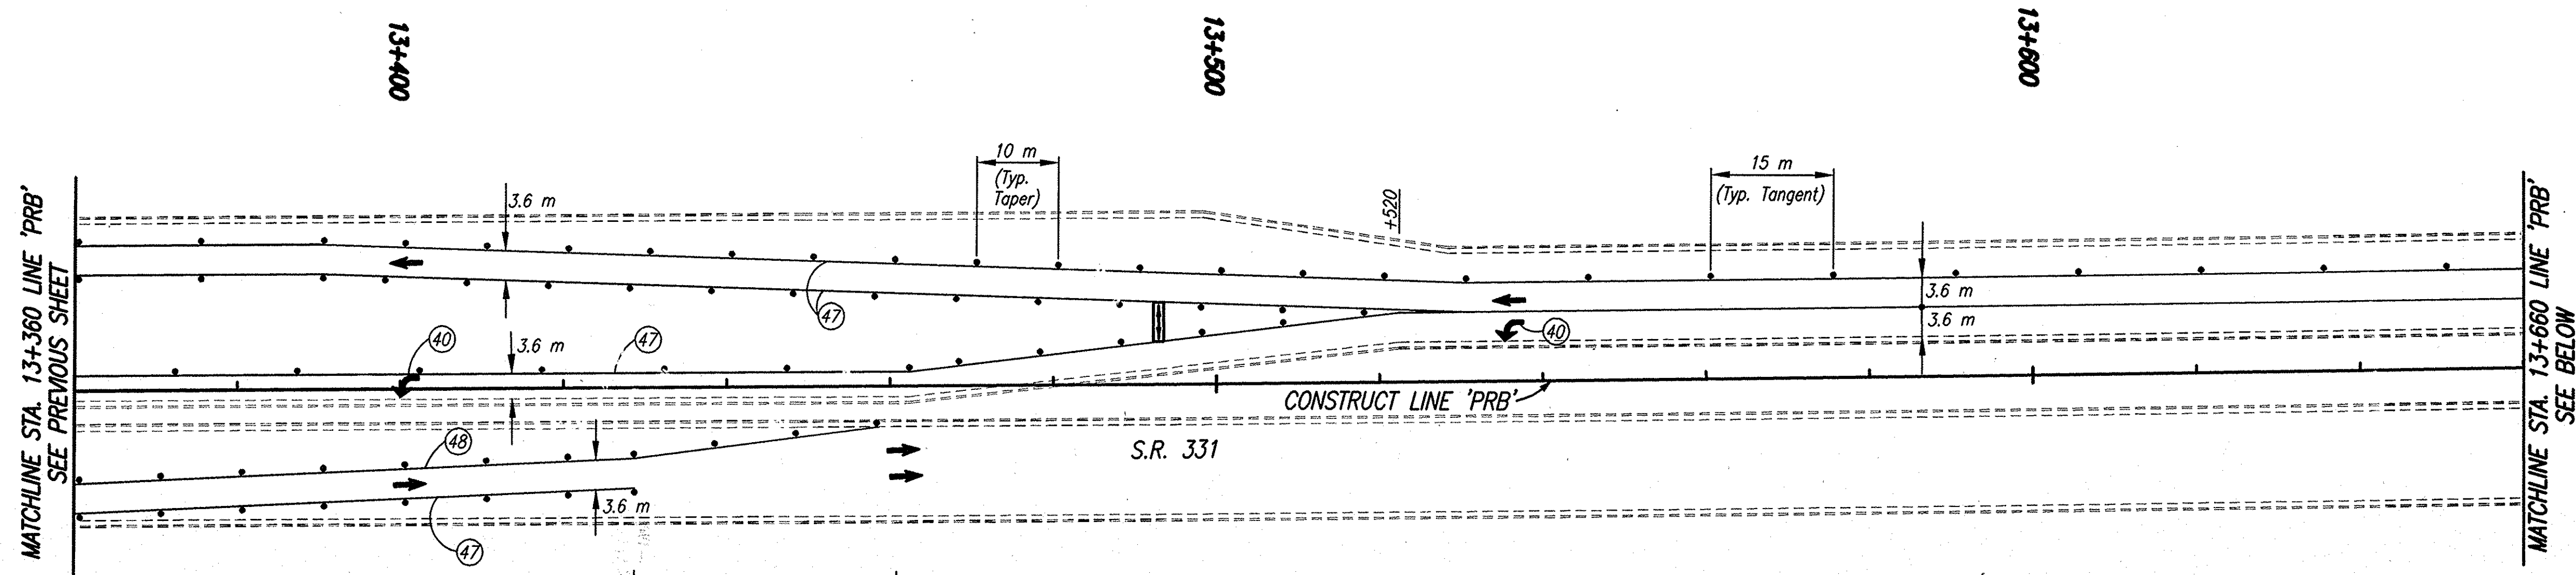 13+400
13+500
13+600
MATCHLINE STA. 13+360 LINE 'PRB'
SEE PREVIOUS SHEET
3.6 m
10 m
(Typ.
Taper)
+520
15 m
(Typ. Tangent)
47
3.6 m
3.6 m
40
3.6 m
47
40
CONSTRUCT LINE 'PRB'
48
S.R. 331
3.6 m
47
MATCHLINE STA. 13+660 LINE 'PRB'
SEE BELOW